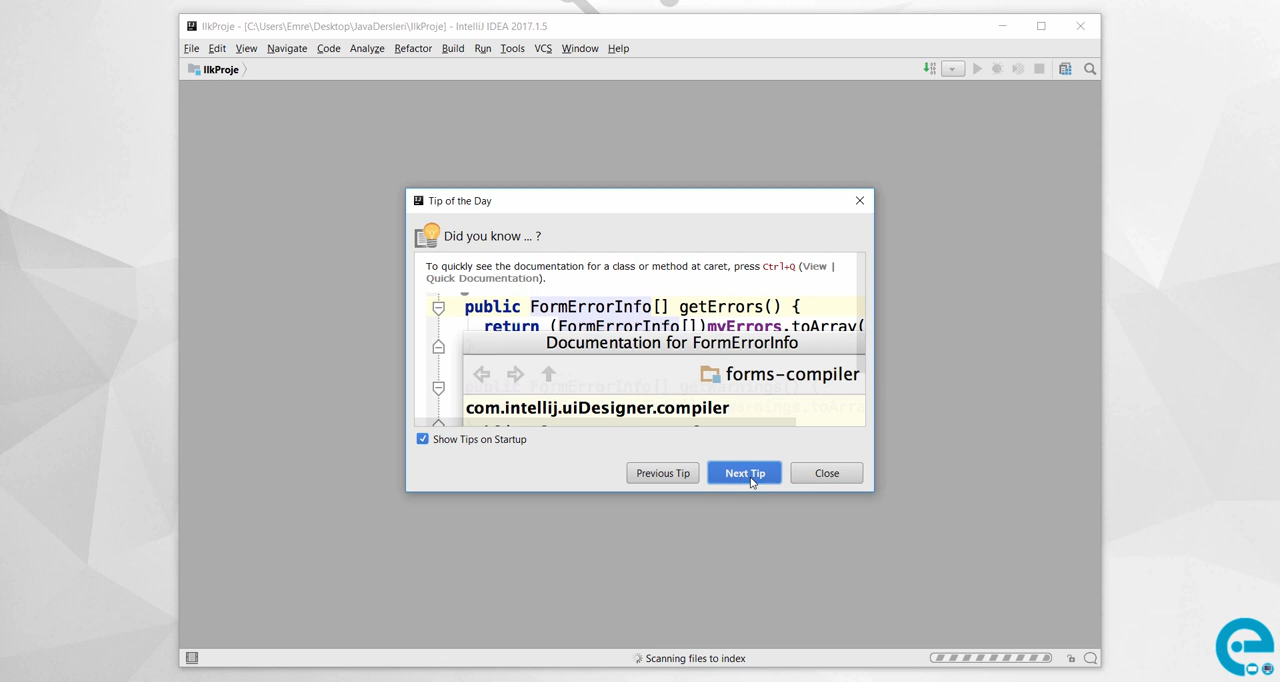 IlkProje - [C:\Users\Emre\Desktop\JavaDersleri\IlkProje] - IntelliJ IDEA 2017.1.5
File Edit View Navigate Code Analyze Refactor Build Run Tools VCS Window Help
IlkProje
Tip of the Day
Did you know ... ?
To quickly see the documentation for a class or method at caret, press Ctrl+Q (View |
Quick Documentation).
public FormErrorInfo[] getErrors() {
return (FormErrorInfo[])myErrors.toArray(
Documentation for FormErrorInfo
forms-compiler
com.intellij.uiDesigner.compiler
Show Tips on Startup
Previous Tip Next Tip Close
Scanning files to index